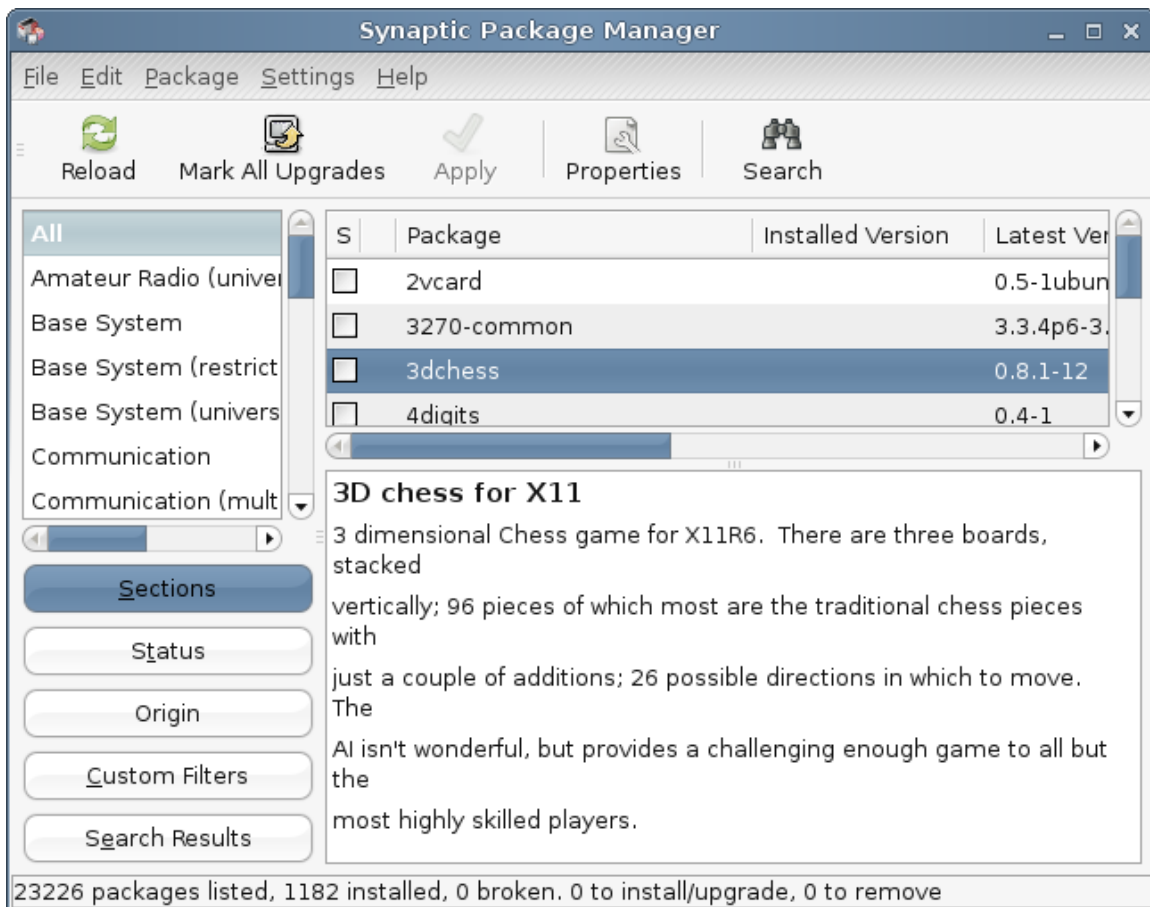 Synaptic Package Manager
File Edit Package Settings Help
Reload Mark All Upgrades Apply Properties Search
All
Amateur Radio (univer
Base System
Base System (restrict
Base System (univers
Communication
Communication (mult
Sections
Status
Origin
Custom Filters
Search Results
S Package Installed Version Latest Ver
2vcard 0.5-1ubun
3270-common 3.3.4p6-3.
3dchess 0.8.1-12
4digits 0.4-1
3D chess for X11
3 dimensional Chess game for X11R6. There are three boards,
stacked
vertically; 96 pieces of which most are the traditional chess pieces
with
just a couple of additions; 26 possible directions in which to move.
The
AI isn't wonderful, but provides a challenging enough game to all but
the
most highly skilled players.
23226 packages listed, 1182 installed, 0 broken. 0 to install/upgrade, 0 to remove